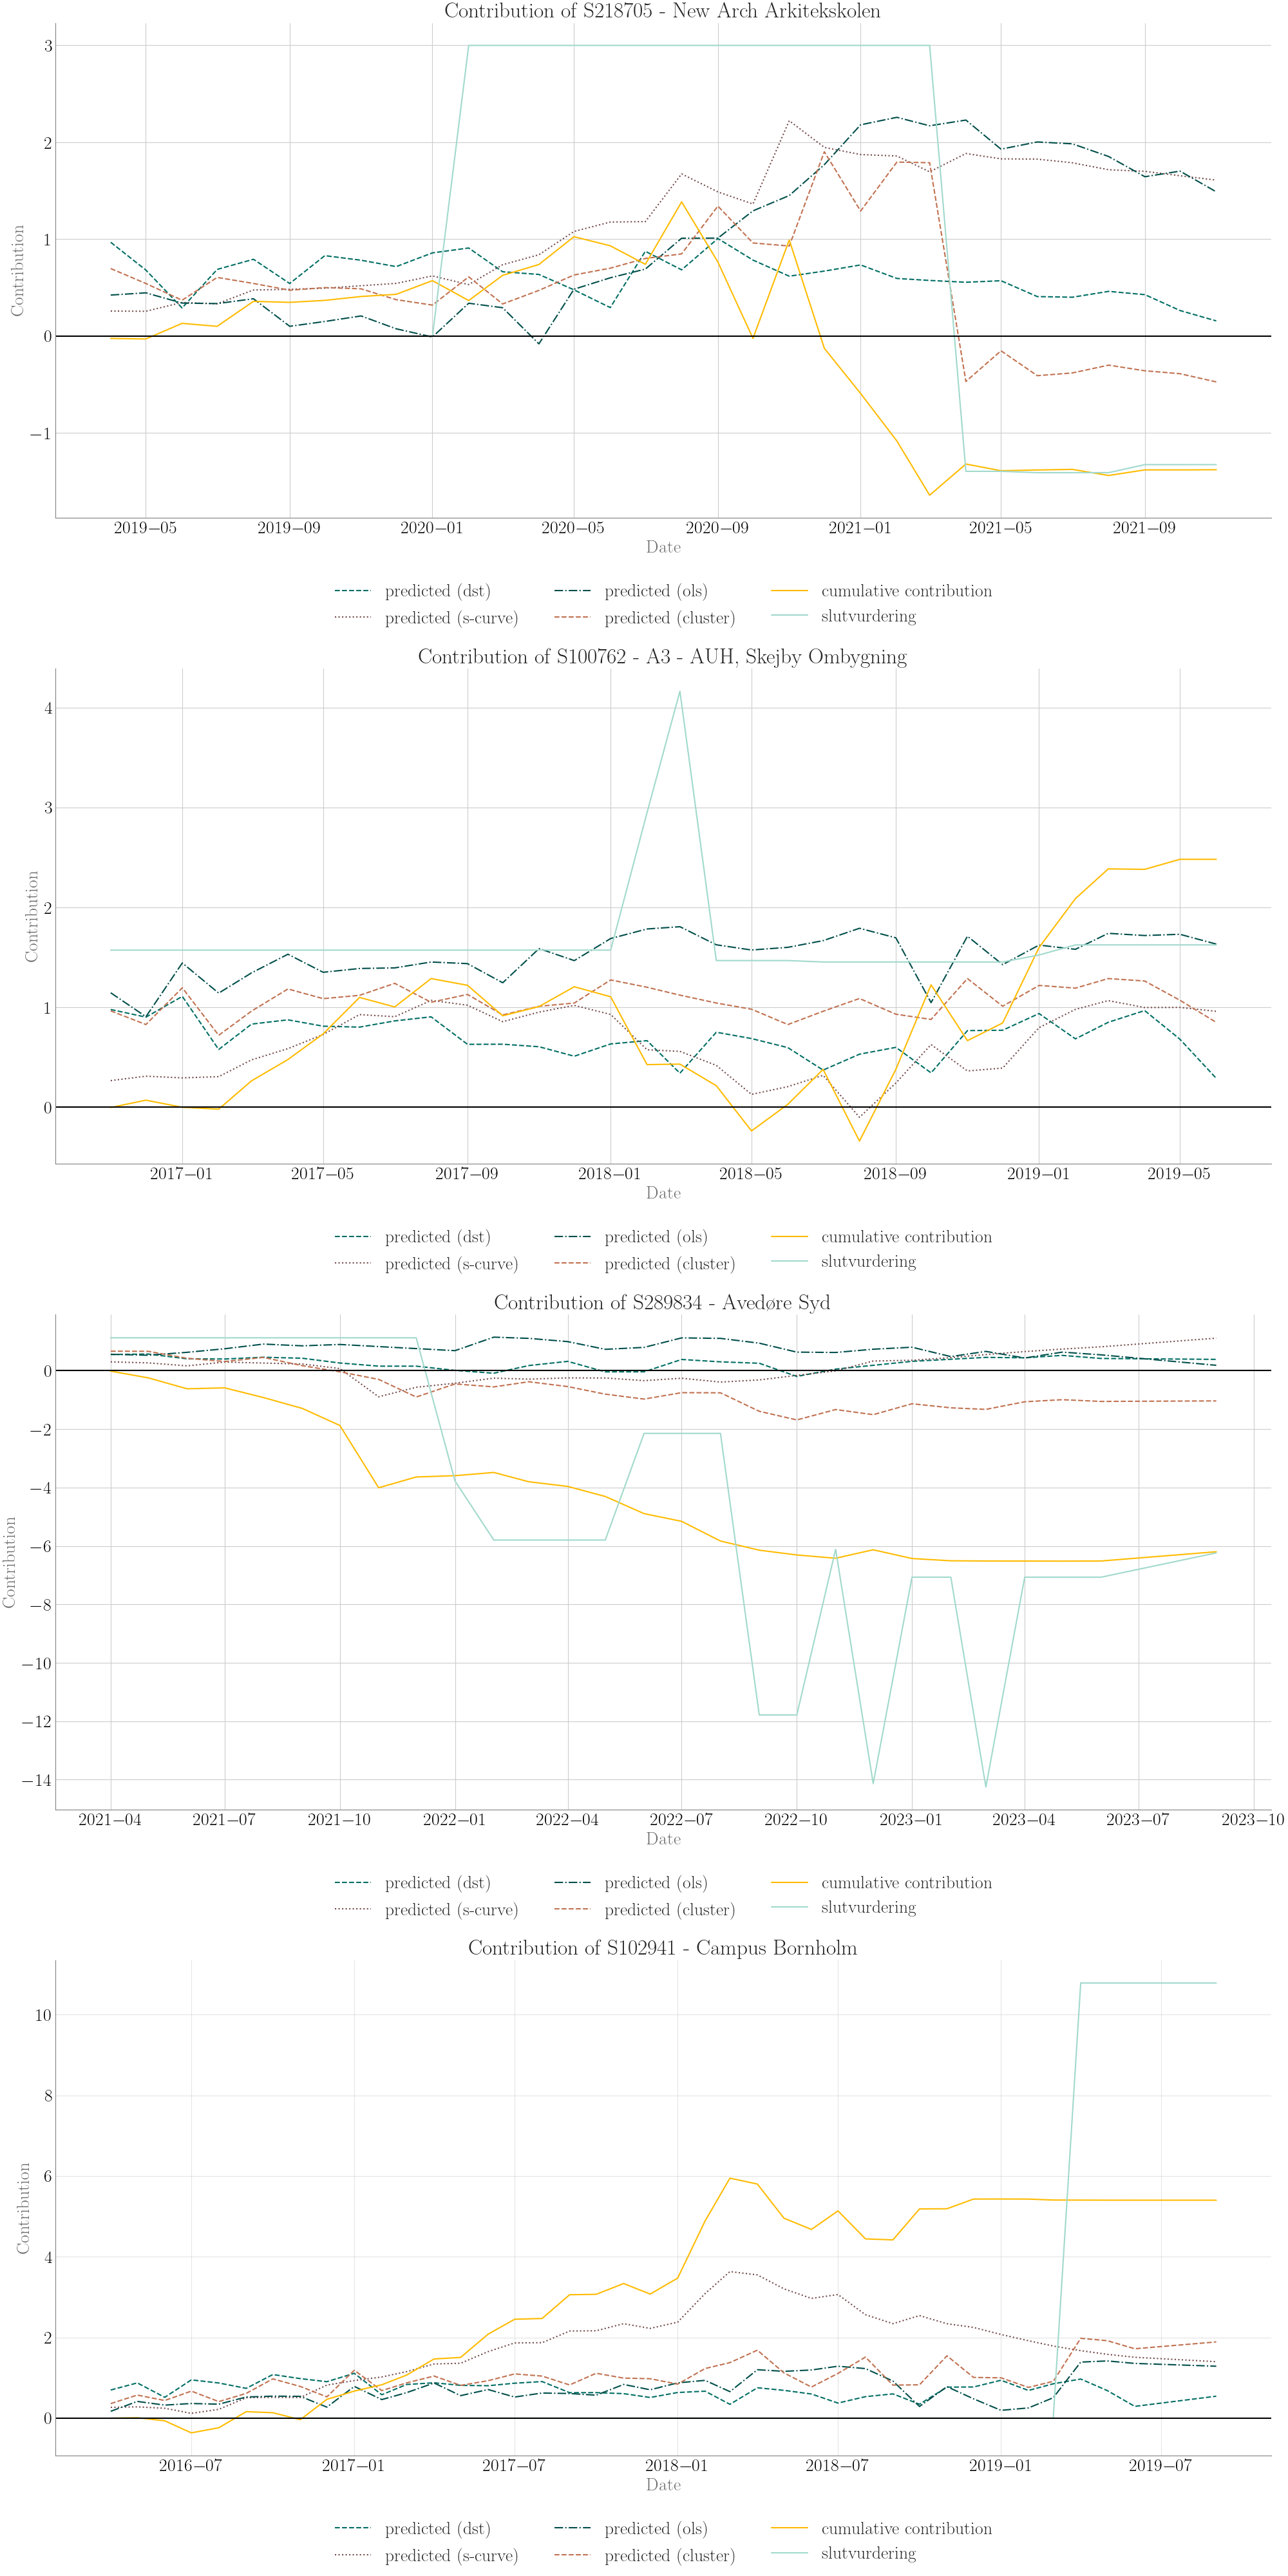 Contribution of S218705 - New Arch Arkitekskolen
3
2
1
0
−1
Contribution
2019−05 2019−09 2020−01 2020−05 2020−09 2021−01 2021−05 2021−09
Date
predicted (dst) predicted (ols) cumulative contribution
predicted (s-curve) predicted (cluster) slutvurdering
Contribution of S100762 - A3 - AUH, Skejby Ombygning
4
3
2
1
0
Contribution
2017−01 2017−05 2017−09 2018−01 2018−05 2018−09 2019−01 2019−05
Date
predicted (dst) predicted (ols) cumulative contribution
predicted (s-curve) predicted (cluster) slutvurdering
Contribution of S289834 - Avedøre Syd
0
−2
−4
−6
−8
−10
−12
−14
Contribution
2021−04 2021−07 2021−10 2022−01 2022−04 2022−07 2022−10 2023−01 2023−04 2023−07 2023−10
Date
predicted (dst) predicted (ols) cumulative contribution
predicted (s-curve) predicted (cluster) slutvurdering
Contribution of S102941 - Campus Bornholm
10
8
6
4
2
0
Contribution
2016−07 2017−01 2017−07 2018−01 2018−07 2019−01 2019−07
Date
predicted (dst) predicted (ols) cumulative contribution
predicted (s-curve) predicted (cluster) slutvurdering